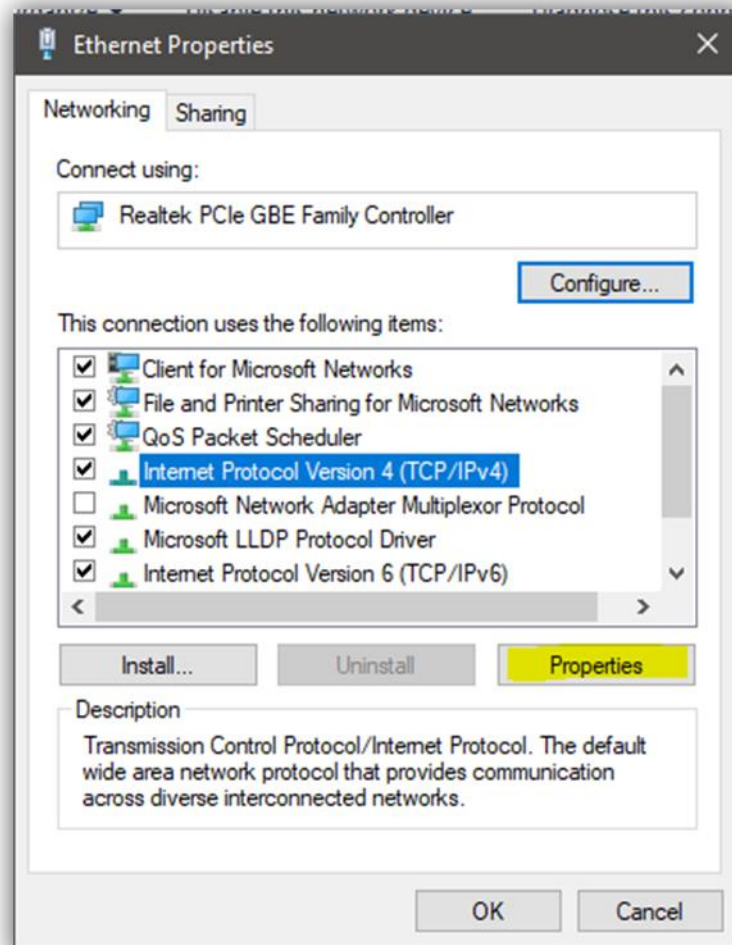 Disable this network device
Ethernet Properties
Networking
Sharing
Connect using:
Realtek PCIe GBE Family Controller
Configure...
This connection uses the following items:
Client for Microsoft Networks
File and Printer Sharing for Microsoft Networks
QoS Packet Scheduler
Internet Protocol Version 4 (TCP/IPv4)
Microsoft Network Adapter Multiplexor Protocol
Microsoft LLDP Protocol Driver
Internet Protocol Version 6 (TCP/IPv6)
Install...
Uninstall
Properties
Description
Transmission Control Protocol/Internet Protocol. The default
wide area network protocol that provides communication
across diverse interconnected networks.
OK
Cancel